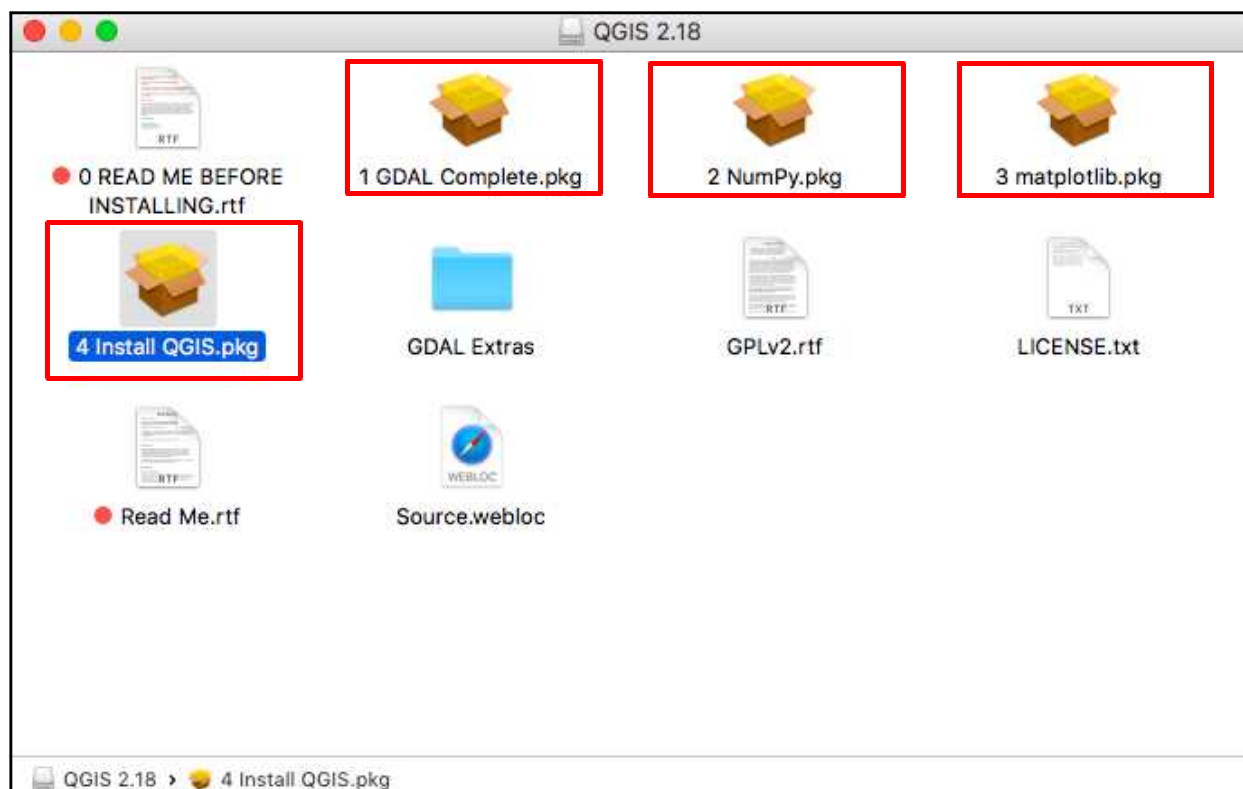 QGIS 2.18
RTF
0 READ ME BEFORE
INSTALLING.rtf
1 GDAL Complete.pkg
2 NumPy.pkg
3 matplotlib.pkg
4 Install QGIS.pkg
GDAL Extras
RTF
GPLv2.rtf
TXT
LICENSE.txt
RTF
Read Me.rtf
WEBLOC
Source.webloc
QGIS 2.18 › 4 Install QGIS.pkg